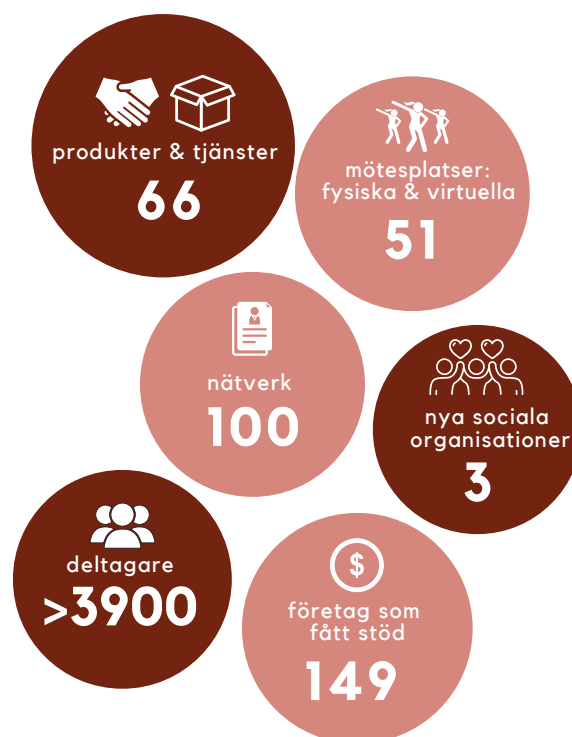 produkter & tjänster
66
mötesplatser:
fysiska & virtuella
51
nätverk
100
nya sociala
organisationer
3
deltagare
>3900
$
företag som
fått stöd
149